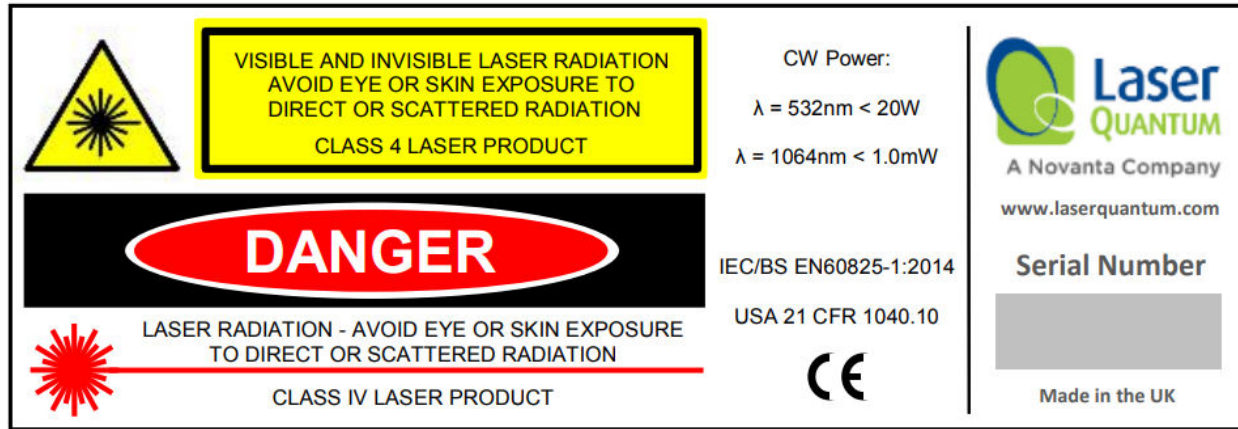 VISIBLE AND INVISIBLE LASER RADIATION
AVOID EYE OR SKIN EXPOSURE TO
DIRECT OR SCATTERED RADIATION
CLASS 4 LASER PRODUCT
DANGER
LASER RADIATION - AVOID EYE OR SKIN EXPOSURE
TO DIRECT OR SCATTERED RADIATION
CLASS IV LASER PRODUCT
CW Power:
λ = 532nm < 20W
λ = 1064nm < 1.0mW
IEC/BS EN60825-1:2014
USA 21 CFR 1040.10
CE
Laser
QUANTUM
A Novanta Company
www.laserquantum.com
Serial Number
Made in the UK